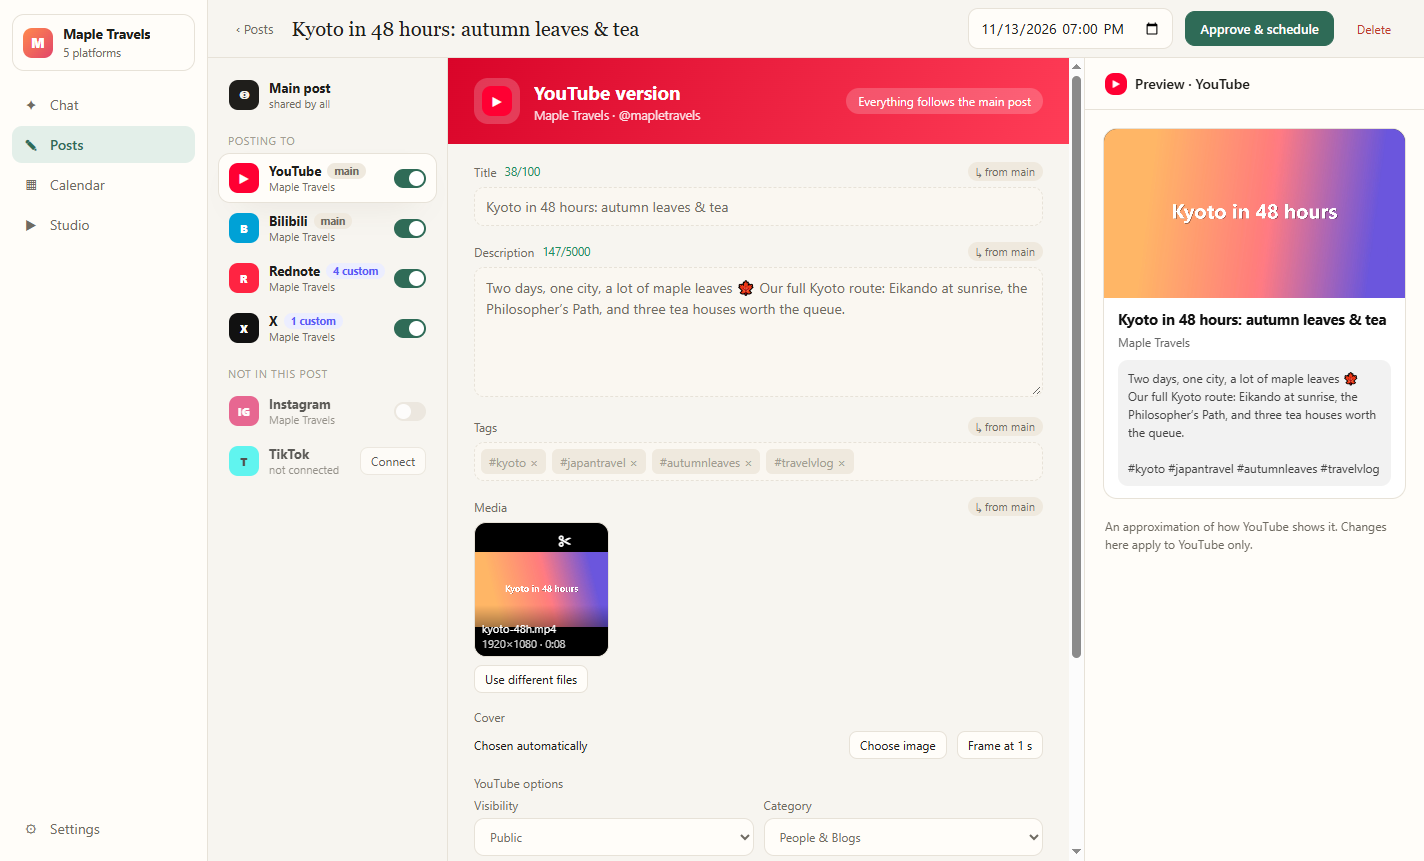 M
Maple Travels
5 platforms
Chat
Posts
Calendar
Studio
Settings
‹ Posts
Kyoto in 48 hours: autumn leaves & tea
11/13/2026 07:00 PM
Approve & schedule
Delete
Main post
shared by all
POSTING TO
YouTube main
Maple Travels
B
Bilibili main
Maple Travels
R
Rednote 4 custom
Maple Travels
X
X 1 custom
Maple Travels
NOT IN THIS POST
IG
Instagram
Maple Travels
T
TikTok
not connected
Connect
YouTube version
Maple Travels · @mapletravels
Everything follows the main post
Title 38/100
↳ from main
Kyoto in 48 hours: autumn leaves & tea
Description 147/5000
↳ from main
Two days, one city, a lot of maple leaves 🍁 Our full Kyoto route: Eikando at sunrise, the
Philosopher’s Path, and three tea houses worth the queue.
Tags
↳ from main
#kyoto × #japantravel × #autumnleaves × #travelvlog ×
Media
↳ from main
Kyoto in 48 hours
kyoto-48h.mp4
1920×1080 · 0:08
Use different files
Cover
Chosen automatically
Choose image
Frame at 1 s
YouTube options
Visibility
Category
Public
People & Blogs
Preview · YouTube
Kyoto in 48 hours
Kyoto in 48 hours: autumn leaves & tea
Maple Travels
Two days, one city, a lot of maple leaves 🍁
Our full Kyoto route: Eikando at sunrise, the
Philosopher’s Path, and three tea houses worth
the queue.
#kyoto #japantravel #autumnleaves #travelvlog
An approximation of how YouTube shows it. Changes
here apply to YouTube only.